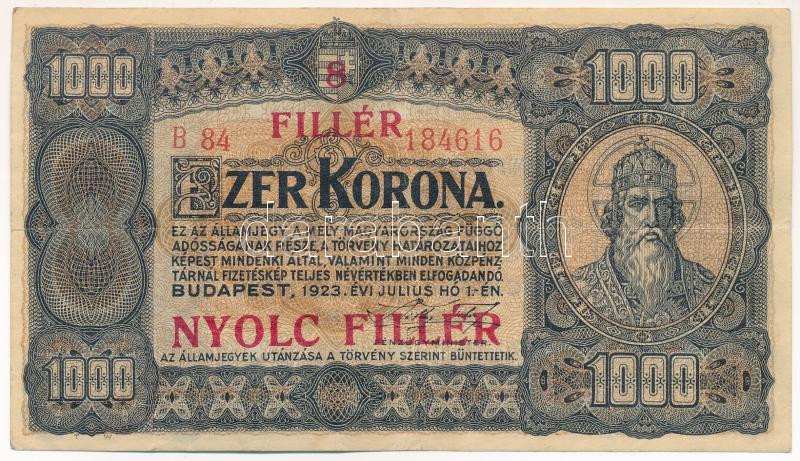 1000 1000
8
FILLÉR
B 84 184616
EZER KORONA.
EZ AZ ÁLLAMJEGY A MELY MAGYARORSZÁG FÜGGŐ
ADÓSSÁGÁNAK RÉSZE, A TÖRVÉNY HATÁROZATAIHOZ
KÉPEST MINDENKI ÁLTAL, VALAMINT MINDEN KÖZPÉNZ-
TÁRNÁL FIZETÉSKÉP TELJES NÉVÉRTÉKBEN ELFOGADANDÓ.
BUDAPEST, 1923. ÉVI JULIUS HÓ 1.-ÉN.
NYOLC FILLÉR
PÉNZÜGYMINISTER.
AZ ÁLLAMJEGYEK UTÁNZÁSA A TÖRVÉNY SZERINT BÜNTETTETIK.
1000 1000
T W